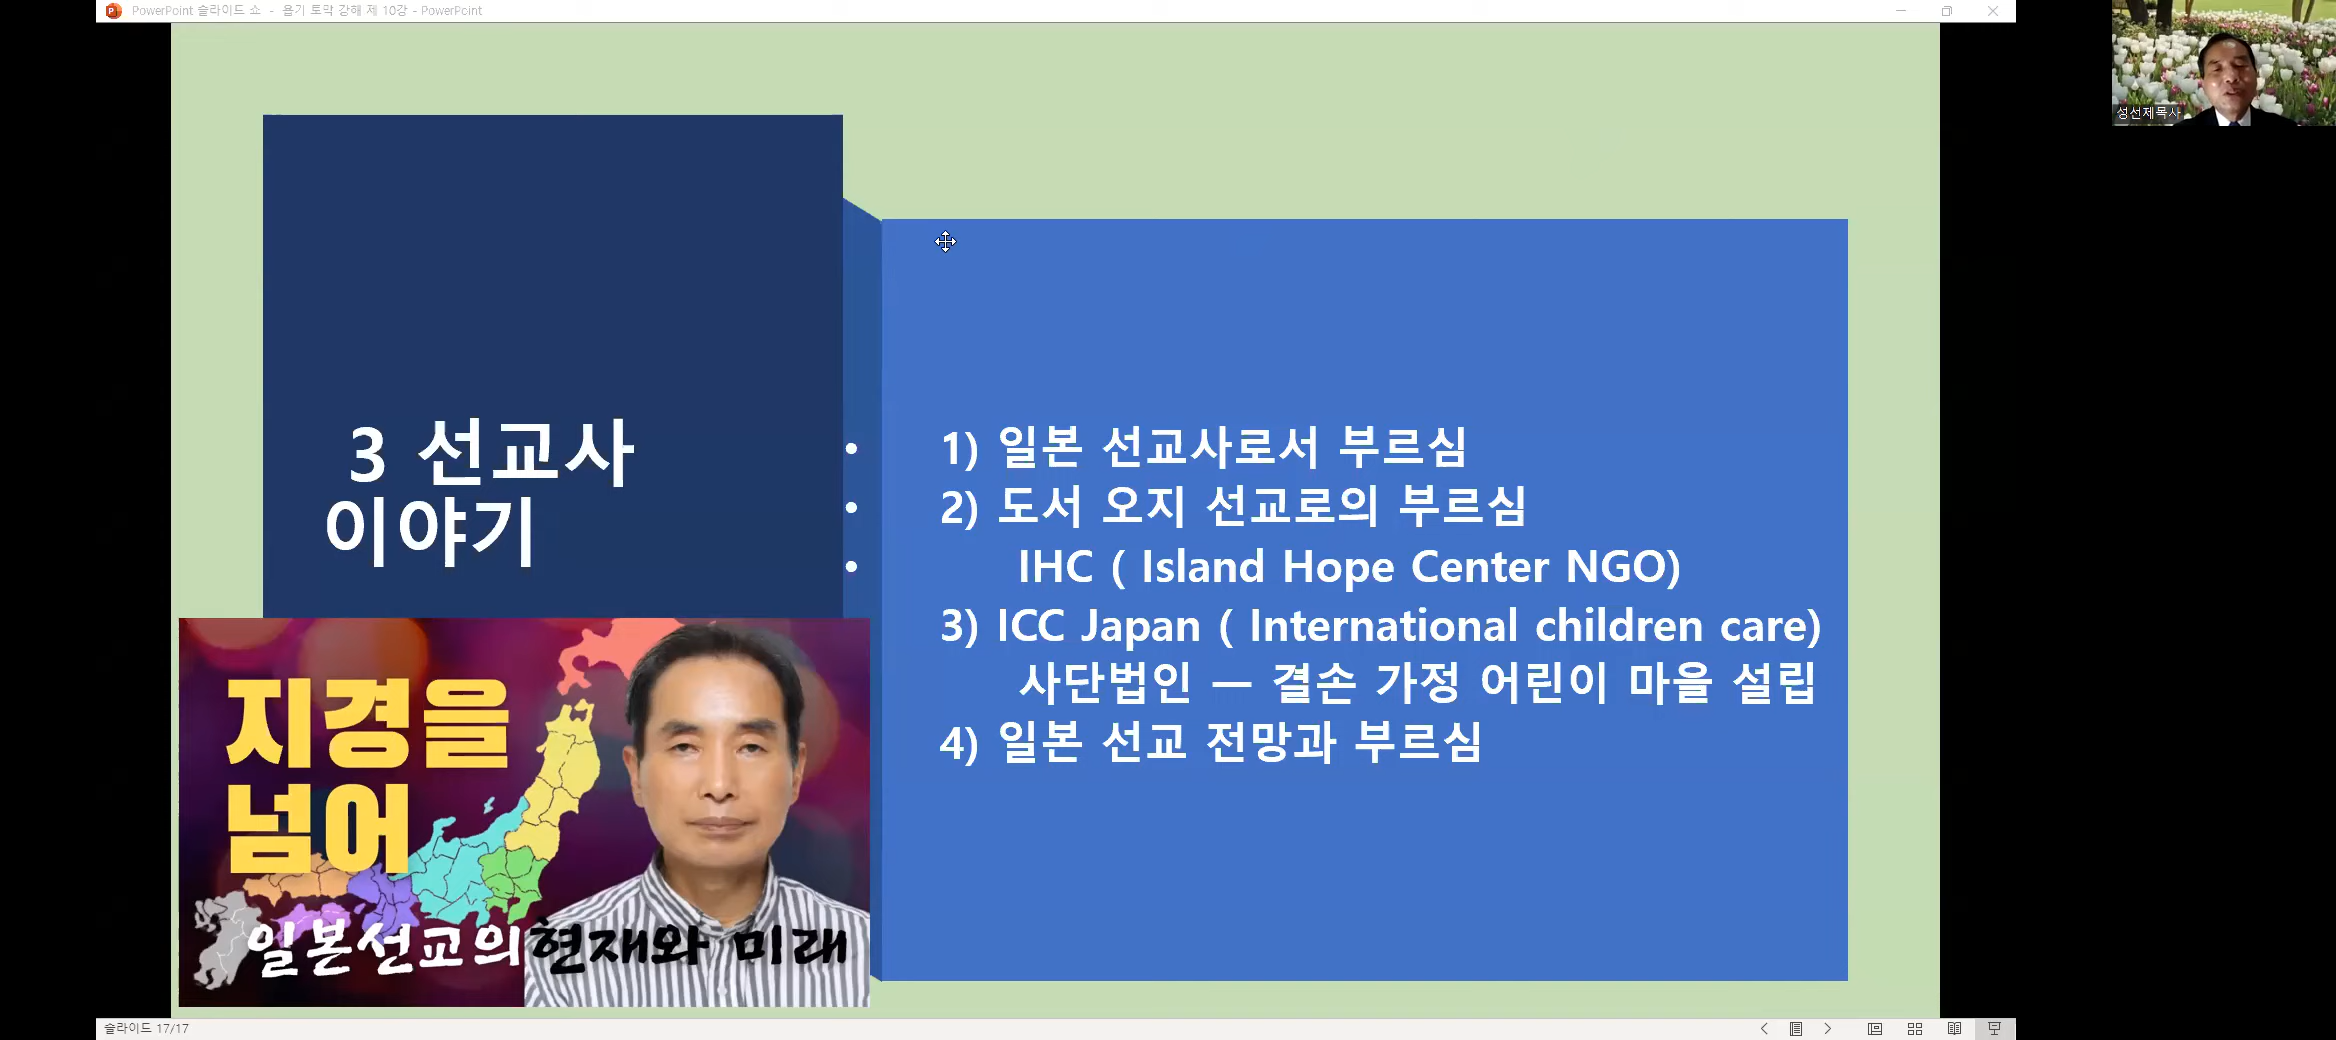 PowerPoint 슬라이드 쇼 - 욥기 토막 강해 제 10강 - PowerPoint
성선제목사
3 선교사
이야기
• 1) 일본 선교사로서 부르심
• 2) 도서 오지 선교로의 부르심
• IHC ( Island Hope Center NGO)
3) ICC Japan ( International children care)
사단법인 — 결손 가정 어린이 마을 설립
4) 일본 선교 전망과 부르심
지경을
넘어
일본선교의 현재와 미래
슬라이드 17/17